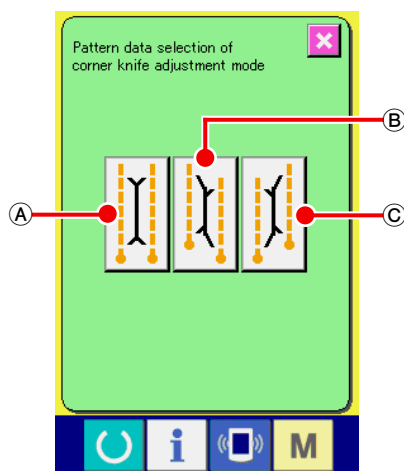 Pattern data selection of
corner knife adjustment mode
B
A
C
i
M